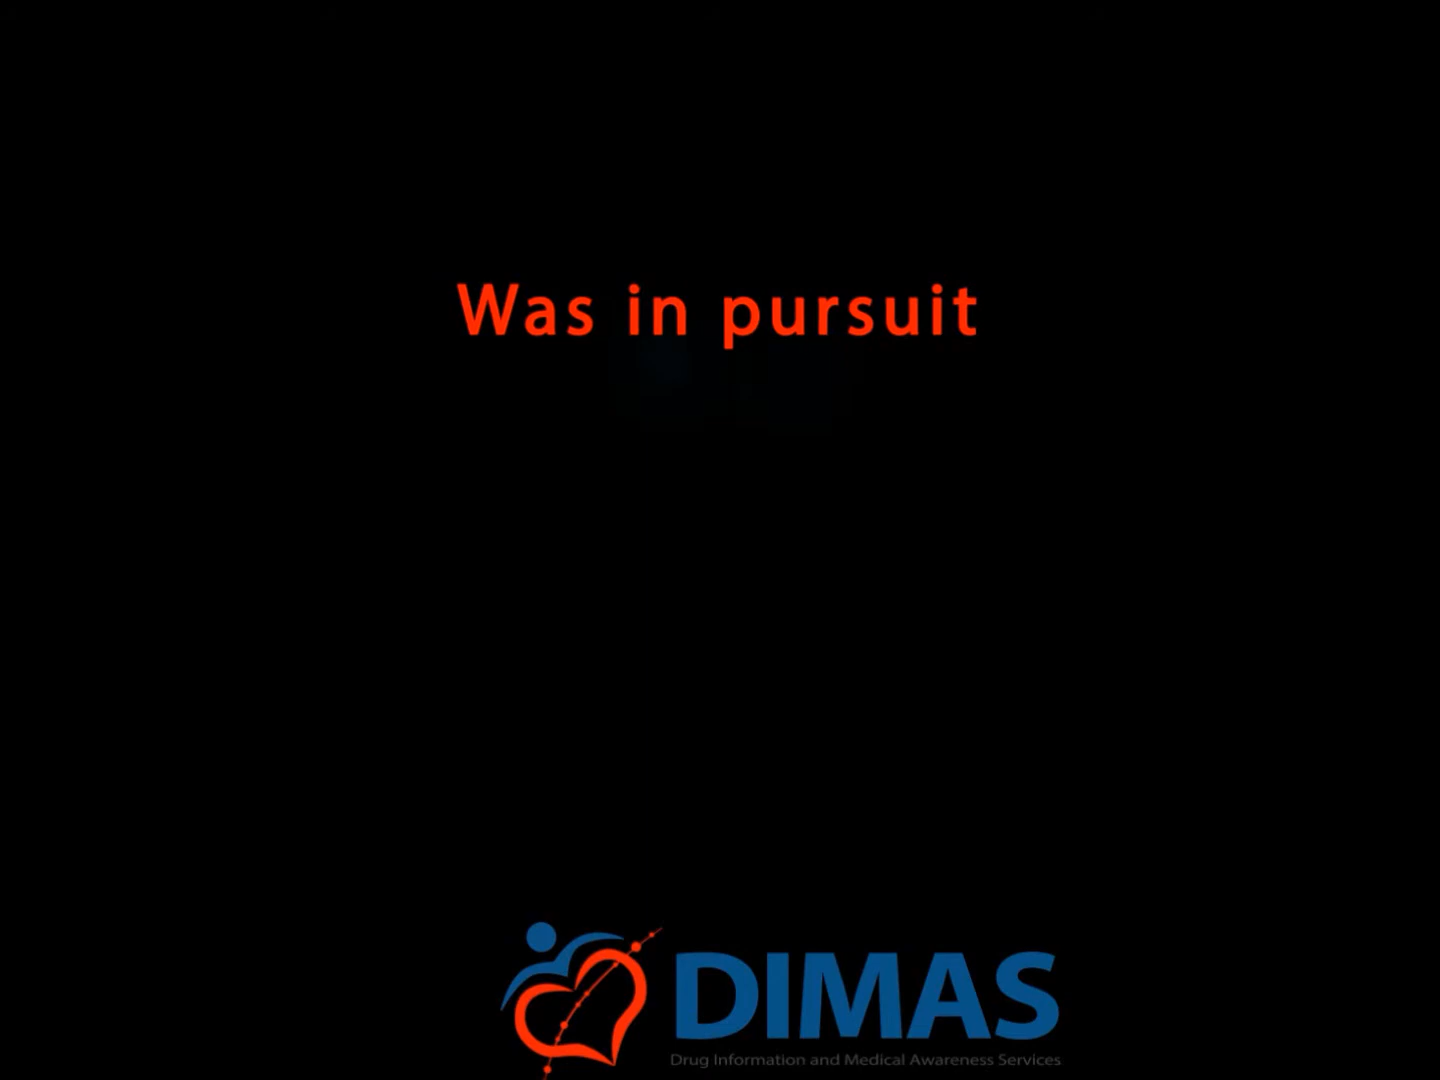 Was in pursuit
DIMAS
Drug Information and Medical Awareness Services